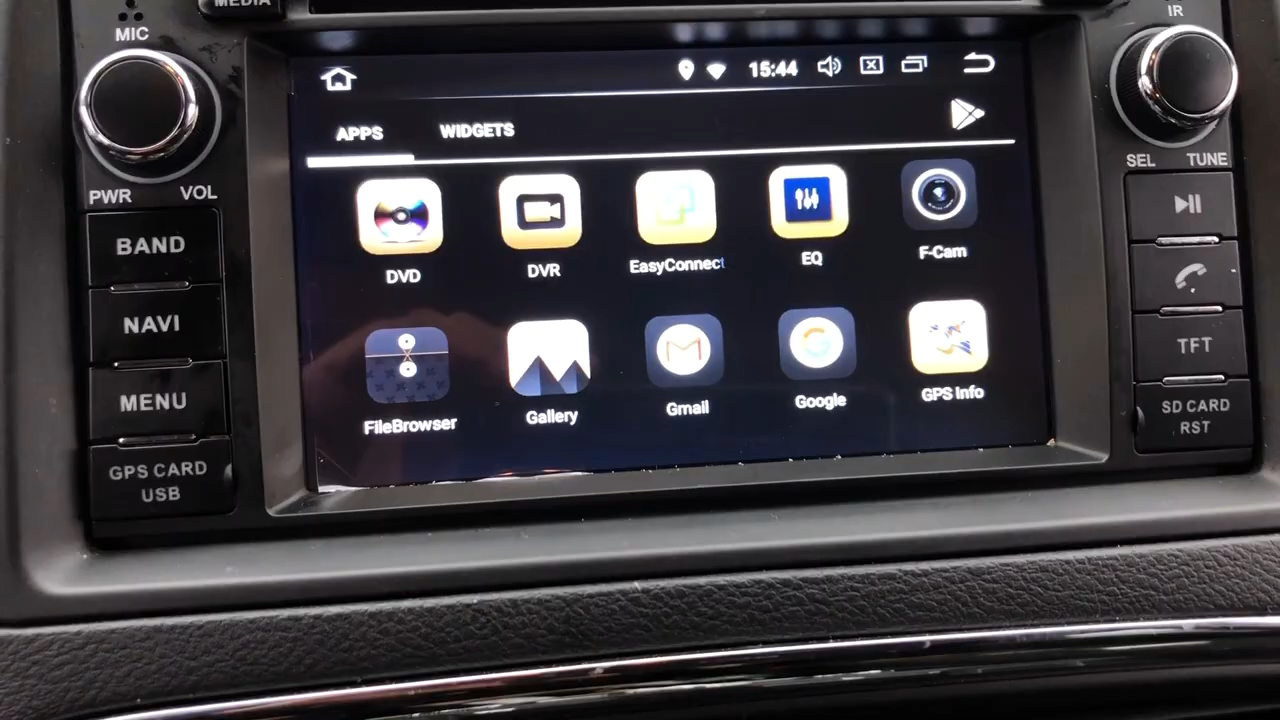 MEDIA
MIC
IR
15:44
APPS WIDGETS
PWR VOL
SEL TUNE
BAND
NAVI
MENU
GPS CARD
USB
DVD
DVR
EasyConnect
EQ
F-Cam
FileBrowser
Gallery
Gmail
Google
GPS Info
TFT
SD CARD
RST